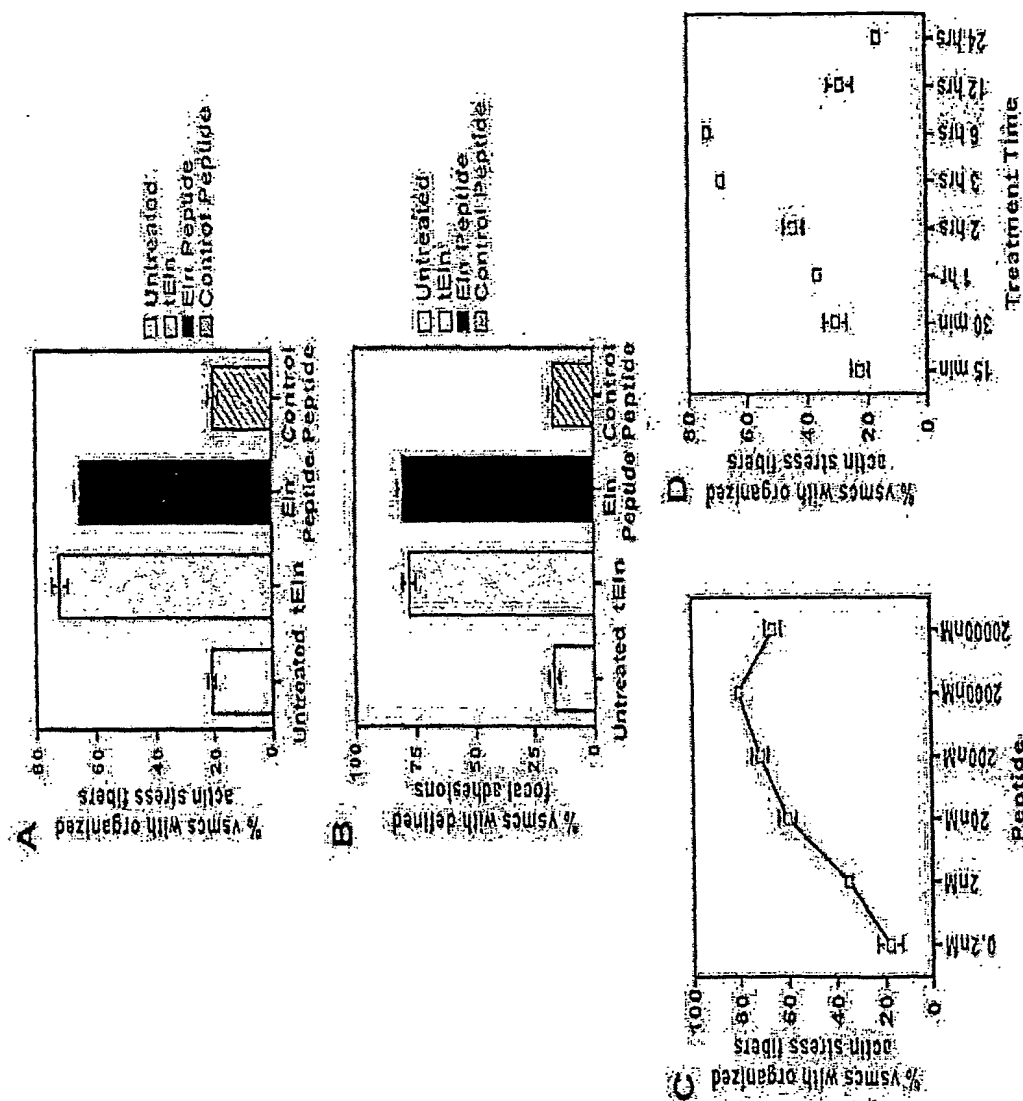 A
% vsmcs with organized
actin stress fibers
80
60
40
20
0
Untreated
tEln
Eln
Peptide
Control
Peptide
Untreated
tEln
Eln Peptide
Control Peptide
B
% vsmcs with defined
focal adhesions
100
75
50
25
0
Untreated
tEln
Eln
Peptide
Control
Peptide
Untreated
tEln
Eln Peptide
Control Peptide
C
% vsmcs with organized
actin stress fibers
100
80
60
40
20
0
0.2nM
2nM
20nM
200nM
2000nM
20000nM
Peptide
D
% vsmcs with organized
actin stress fibers
80
60
40
20
0
15 min
30 min
1 hr
2 hrs
3 hrs
6 hrs
12 hrs
24 hrs
Treatment Time